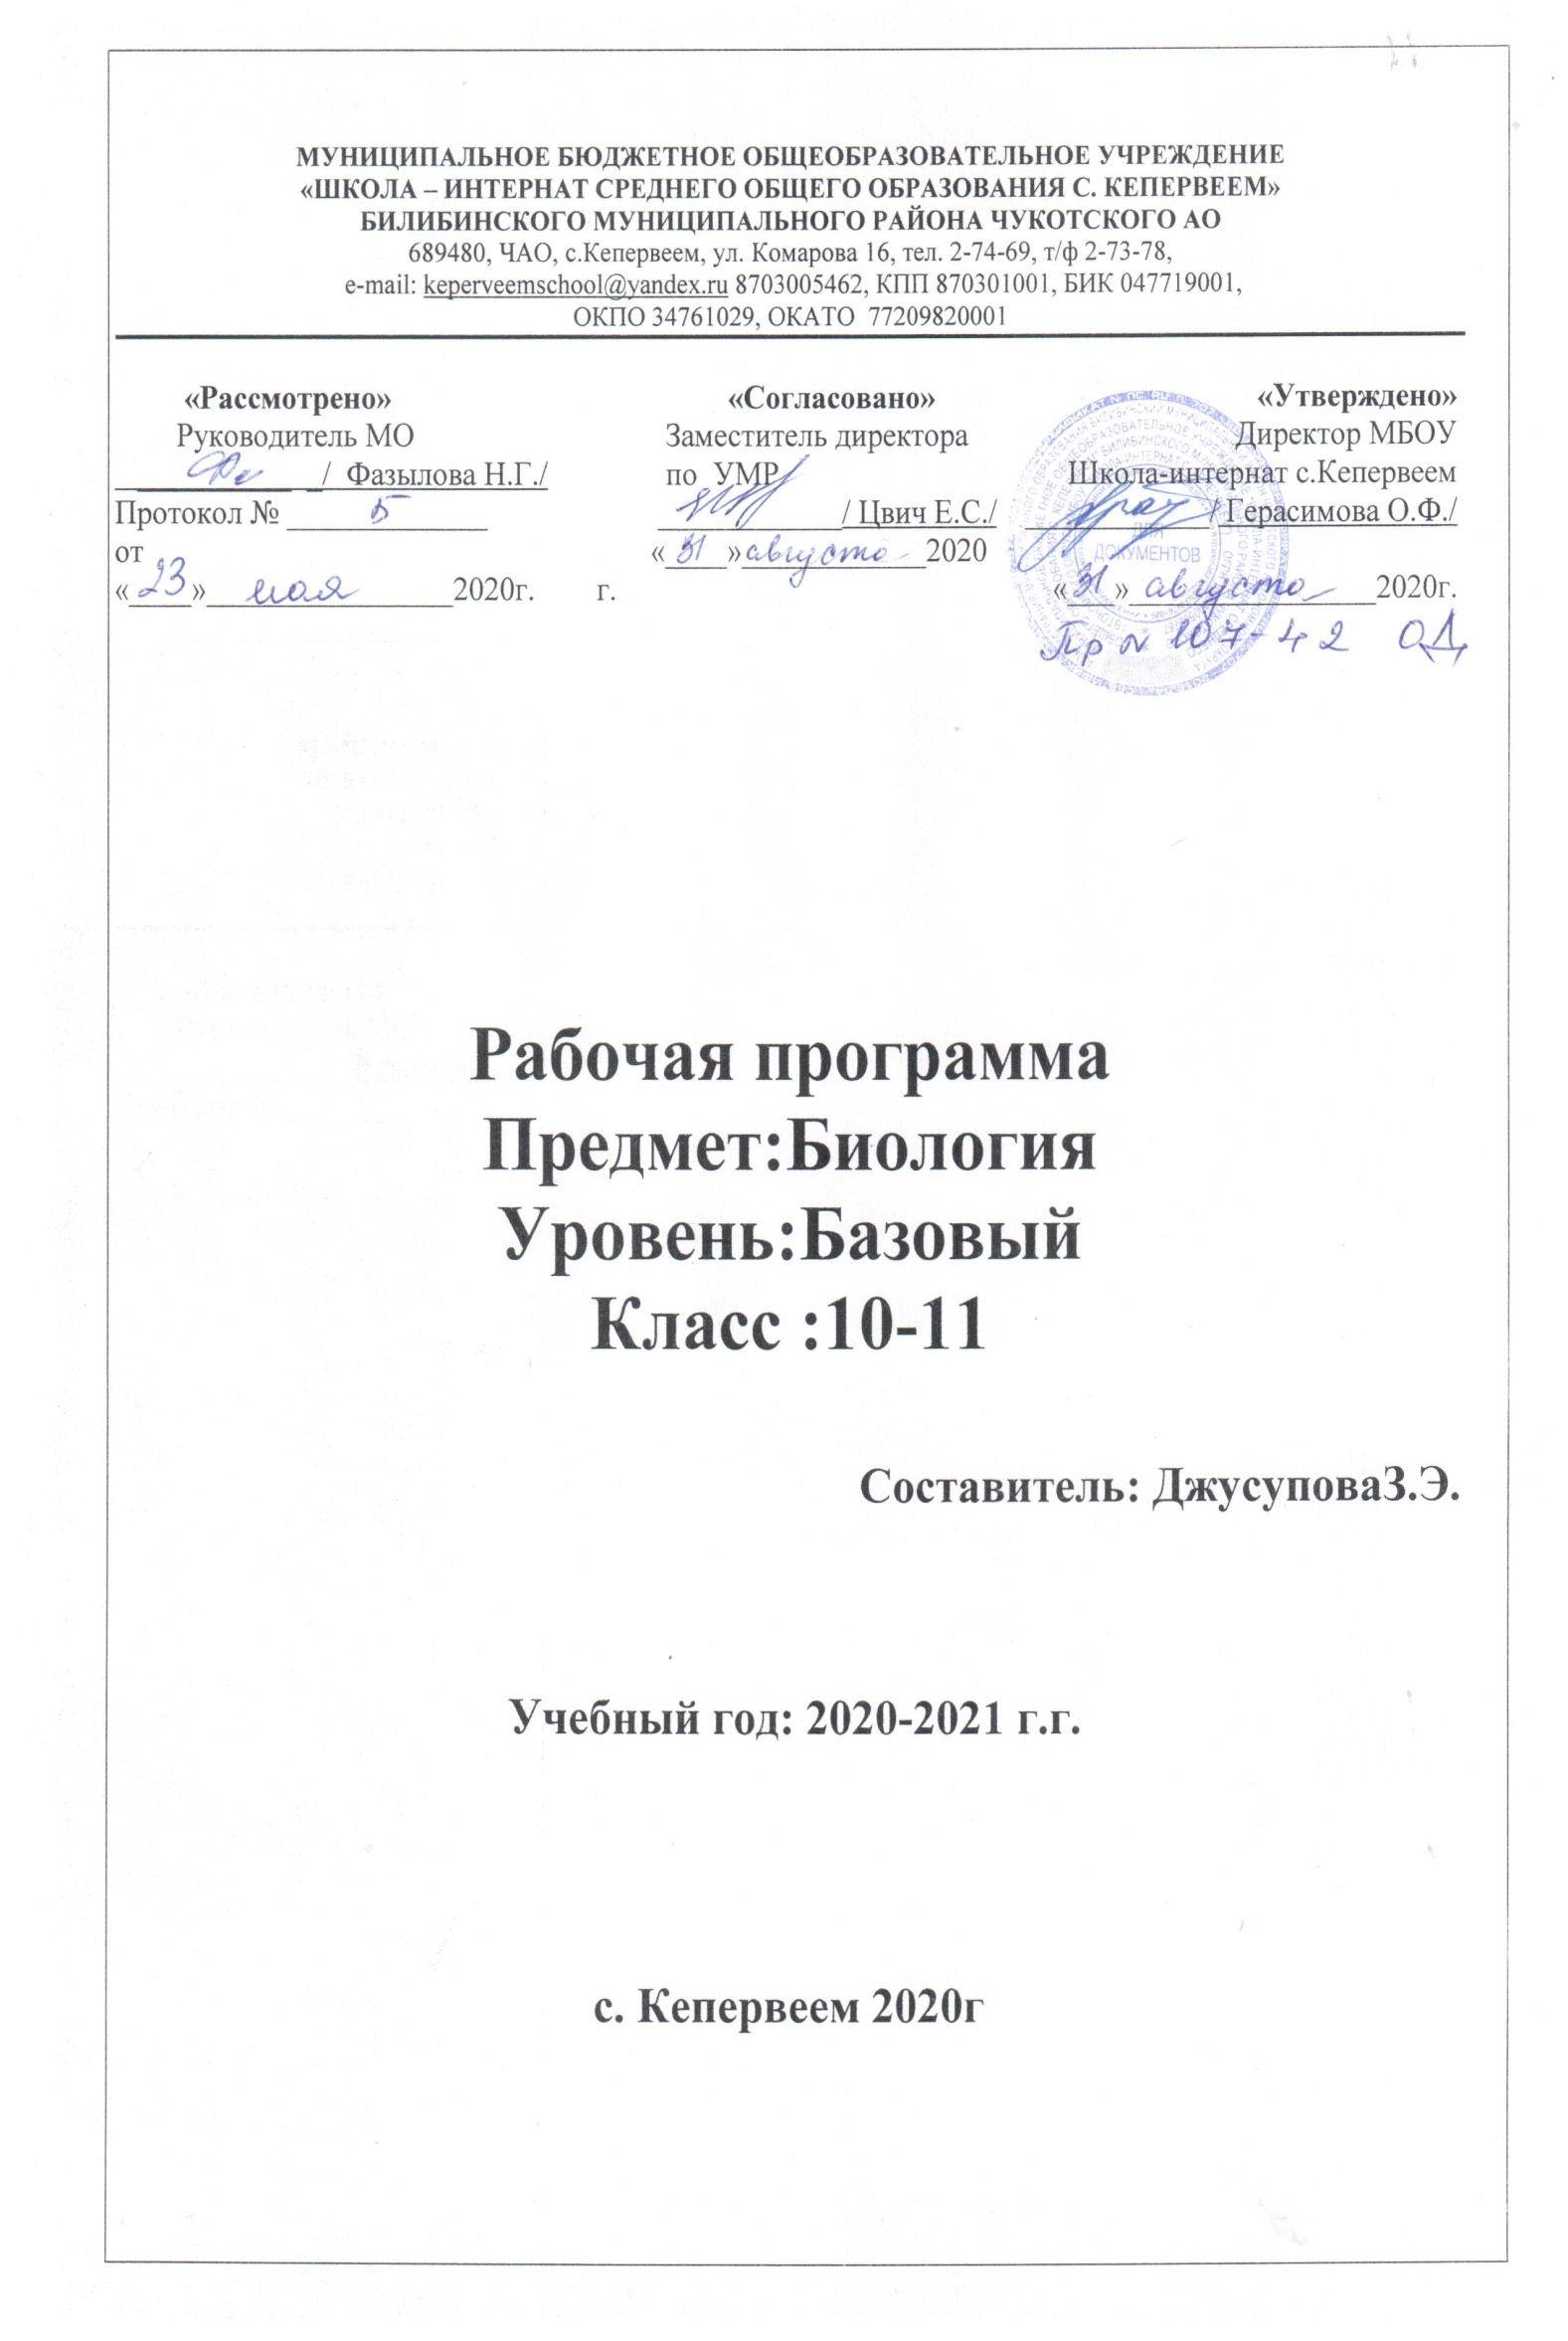 МУНИЦИПАЛЬНОЕ БЮДЖЕТНОЕ ОБЩЕОБРАЗОВАТЕЛЬНОЕ УЧРЕЖДЕНИЕ
«ШКОЛА – ИНТЕРНАТ СРЕДНЕГО ОБЩЕГО ОБРАЗОВАНИЯ С. КЕПЕРВЕЕМ»
БИЛИБИНСКОГО МУНИЦИПАЛЬНОГО РАЙОНА ЧУКОТСКОГО АО
689480, ЧАО, с.Кепервеем, ул. Комарова 16, тел. 2-74-69, т/ф 2-73-78,
e-mail: keperveemschool@yandex.ru 8703005462, КПП 870301001, БИК 047719001,
ОКПО 34761029, ОКАТО 77209820001
«Рассмотрено»
Руководитель МО
/ Фазылова Н.Г./
Протокол № 5
от
«23» мая 2020г.
«Согласовано»
Заместитель директора
по УМР
/ Цвич Е.С./
«31» августа 2020
г.
«Утверждено»
Директор МБОУ
Школа-интернат с.Кепервеем
/ Герасимова О.Ф./
«31» августа 2020г.
Пр № 107-42 ОД
ДЛЯ
ДОКУМЕНТОВ
Рабочая программа
Предмет:Биология
Уровень:Базовый
Класс :10-11
Составитель: ДжусуповаЗ.Э.
Учебный год: 2020-2021 г.г.
с. Кепервеем 2020г